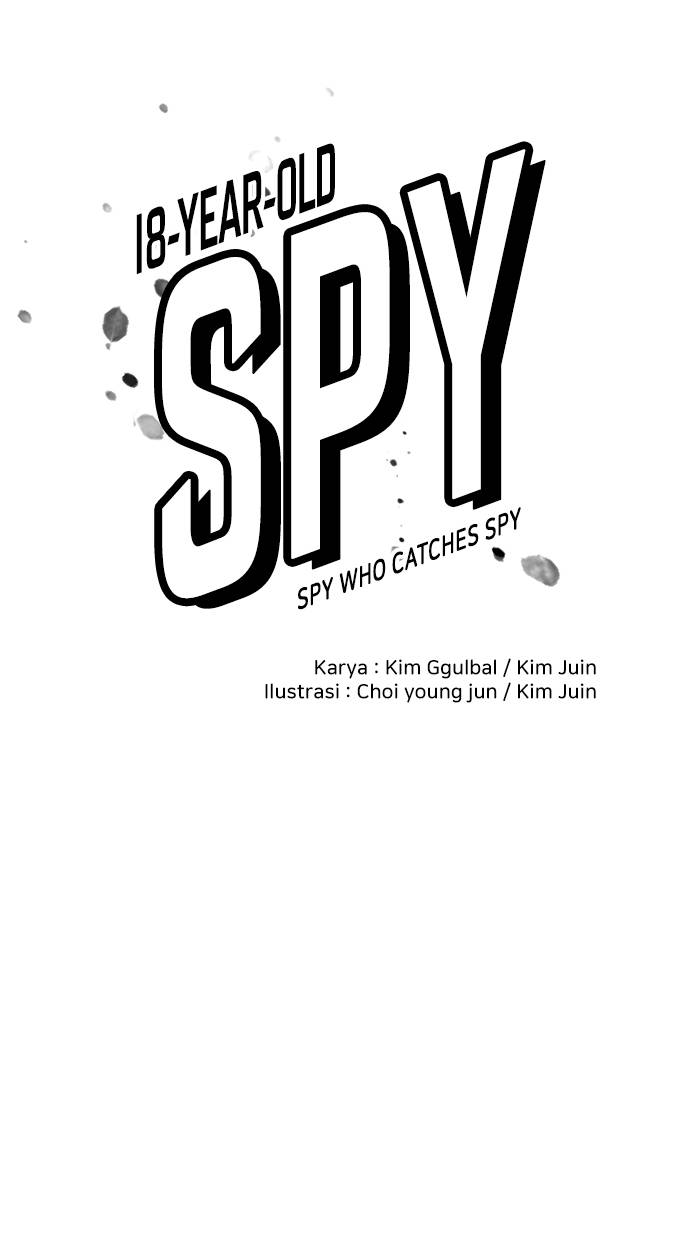 18-YEAR-OLD
SPY
SPY WHO CATCHES SPY
Karya : Kim Ggulbal / Kim Juin
Ilustrasi : Choi young jun / Kim Juin